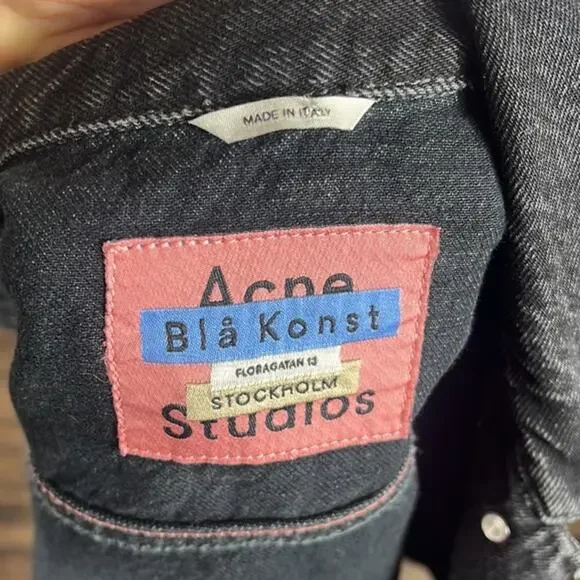 MADE IN ITALY
Acne
Blå Konst
FLORAGATAN 13
STOCKHOLM
Studios